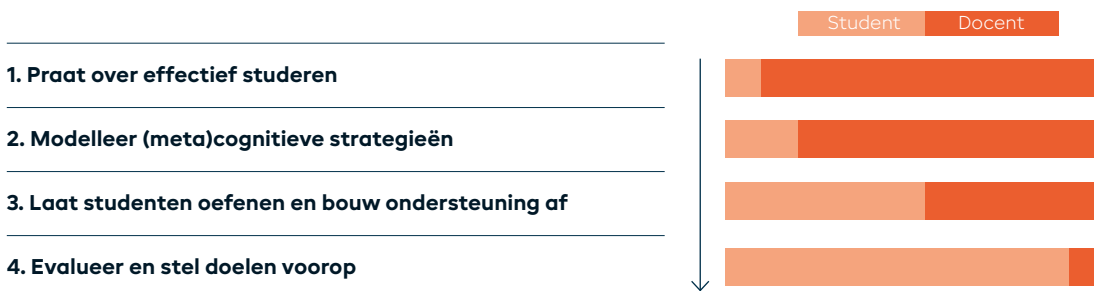 Student Docent
1. Praat over effectief studeren
2. Modelleer (meta)cognitieve strategieën
3. Laat studenten oefenen en bouw ondersteuning af
4. Evalueer en stel doelen voorop